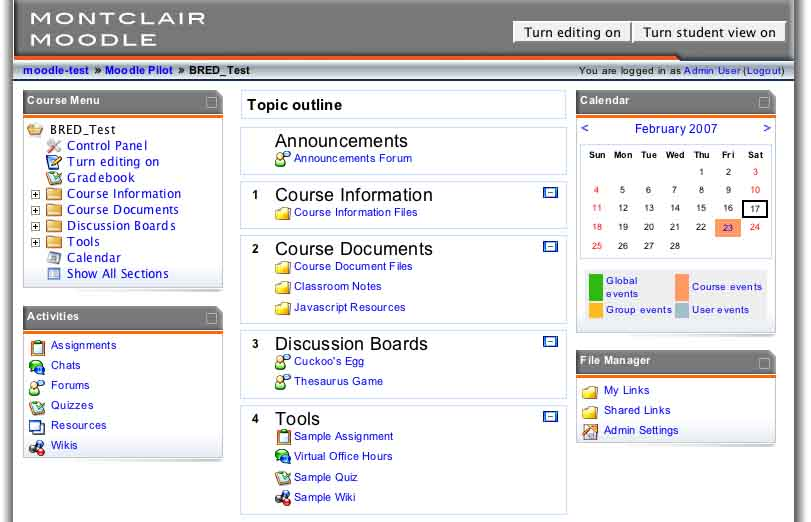 MONTCLAIR
MOODLE
Turn editing on
Turn student view on
moodle-test » Moodle Pilot » BRED_Test
You are logged in as Admin User (Logout)
Course Menu
BRED_Test
Control Panel
Turn editing on
Gradebook
Course Information
Course Documents
Discussion Boards
Tools
Calendar
Show All Sections
Activities
Assignments
Chats
Forums
Quizzes
Resources
Wikis
Topic outline
Announcements
Announcements Forum
1 Course Information
Course Information Files
2 Course Documents
Course Document Files
Classroom Notes
Javascript Resources
3 Discussion Boards
Cuckoo's Egg
Thesaurus Game
4 Tools
Sample Assignment
Virtual Office Hours
Sample Quiz
Sample Wiki
Calendar
< February 2007 >
Sun Mon Tue Wed Thu Fri Sat
1 2 3
4 5 6 7 8 9 10
11 12 13 14 15 16 17
18 19 20 21 22 23 24
25 26 27 28
Global events
Course events
Group events
User events
File Manager
My Links
Shared Links
Admin Settings